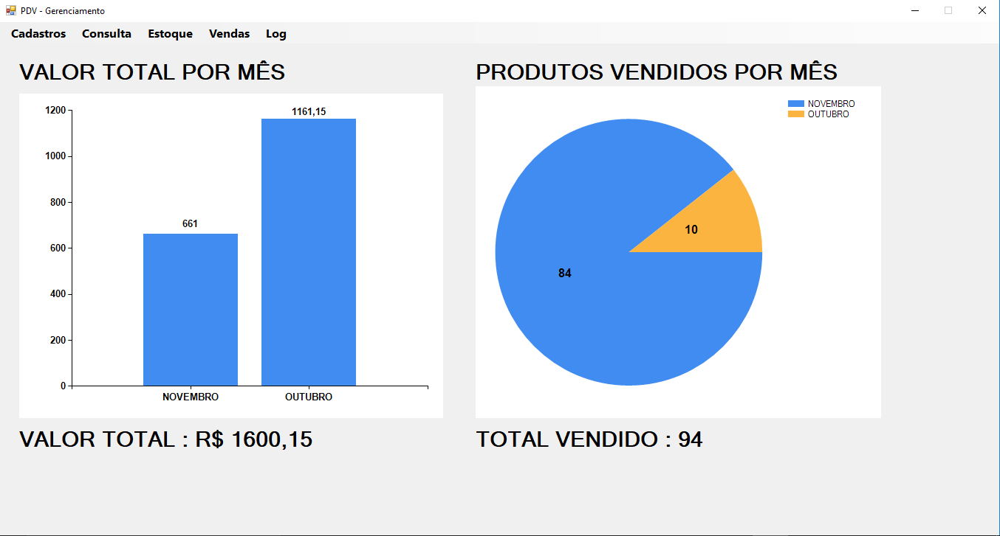 PDV - Gerenciamento
Cadastros Consulta Estoque Vendas Log
VALOR TOTAL POR MÊS
1200
1000
800
600
400
200
0
661
1161,15
NOVEMBRO OUTUBRO
VALOR TOTAL : R$ 1600,15
PRODUTOS VENDIDOS POR MÊS
NOVEMBRO
OUTUBRO
10
84
TOTAL VENDIDO : 94